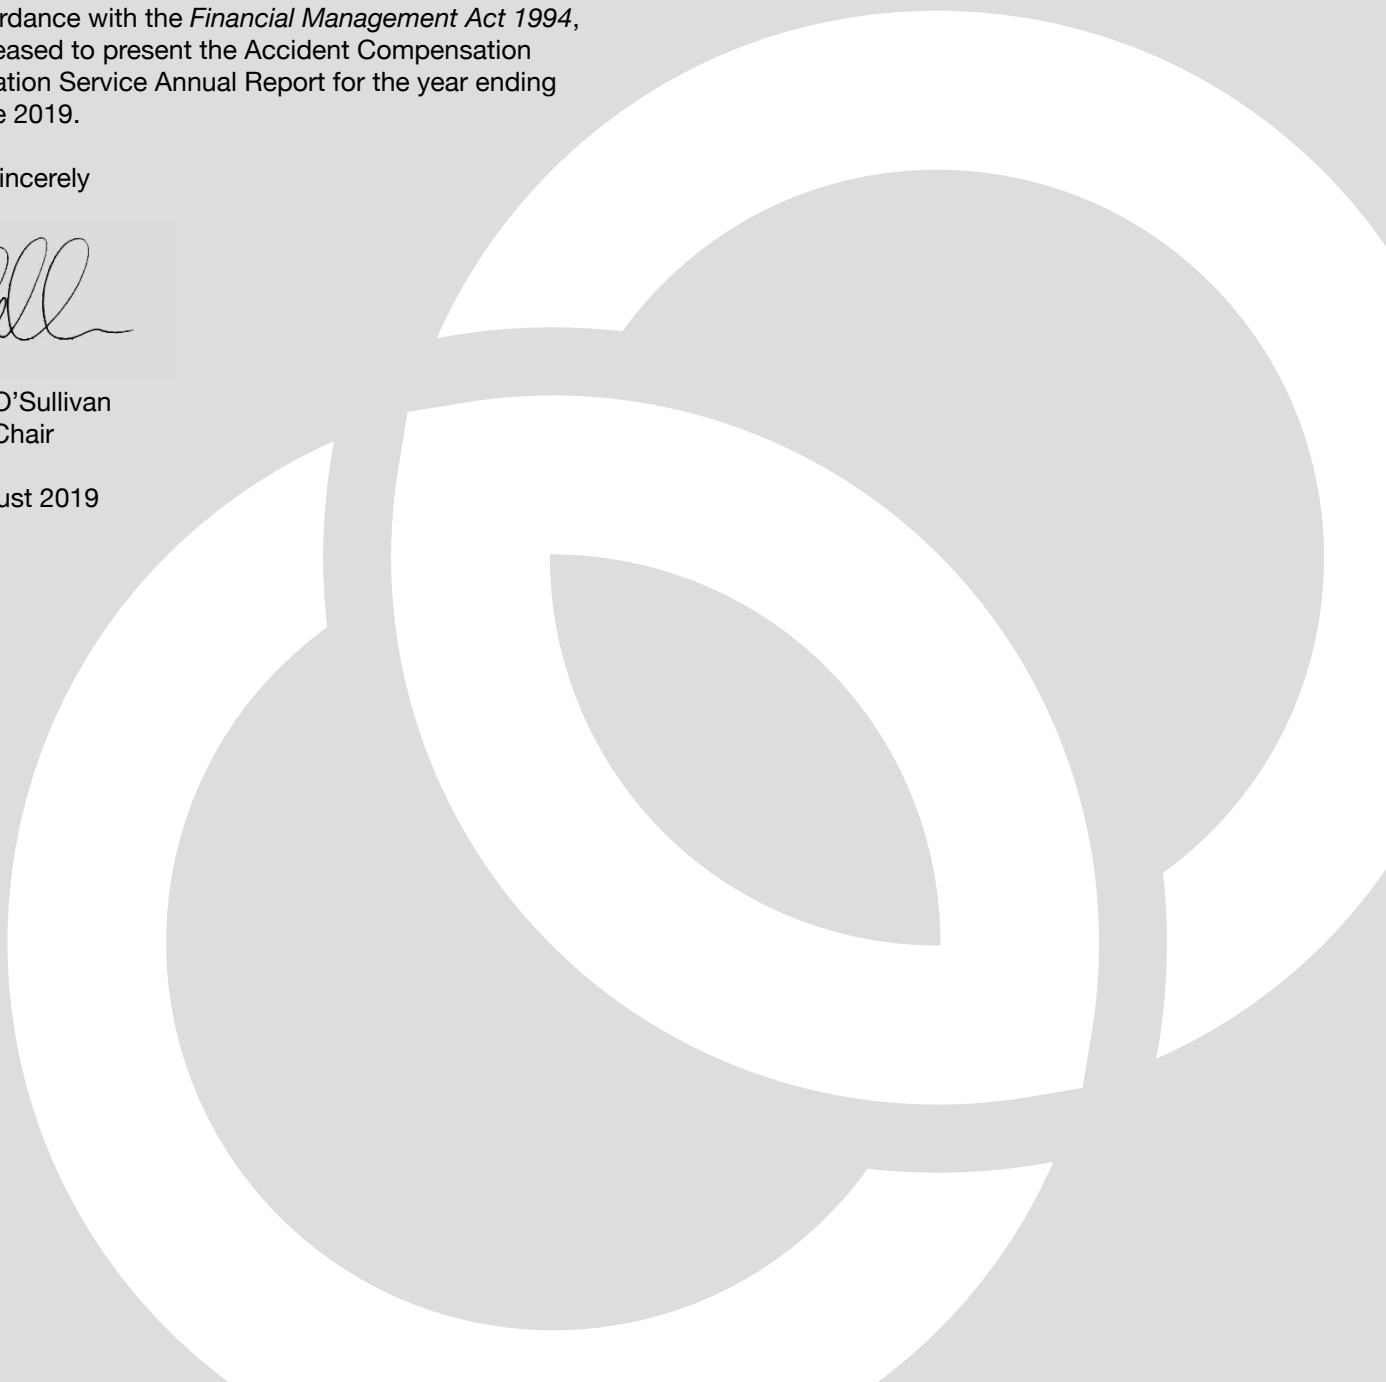 rdance with the Financial Management Act 1994,
eased to present the Accident Compensation
ation Service Annual Report for the year ending
e 2019.
incerely
O’Sullivan
Chair
ust 2019